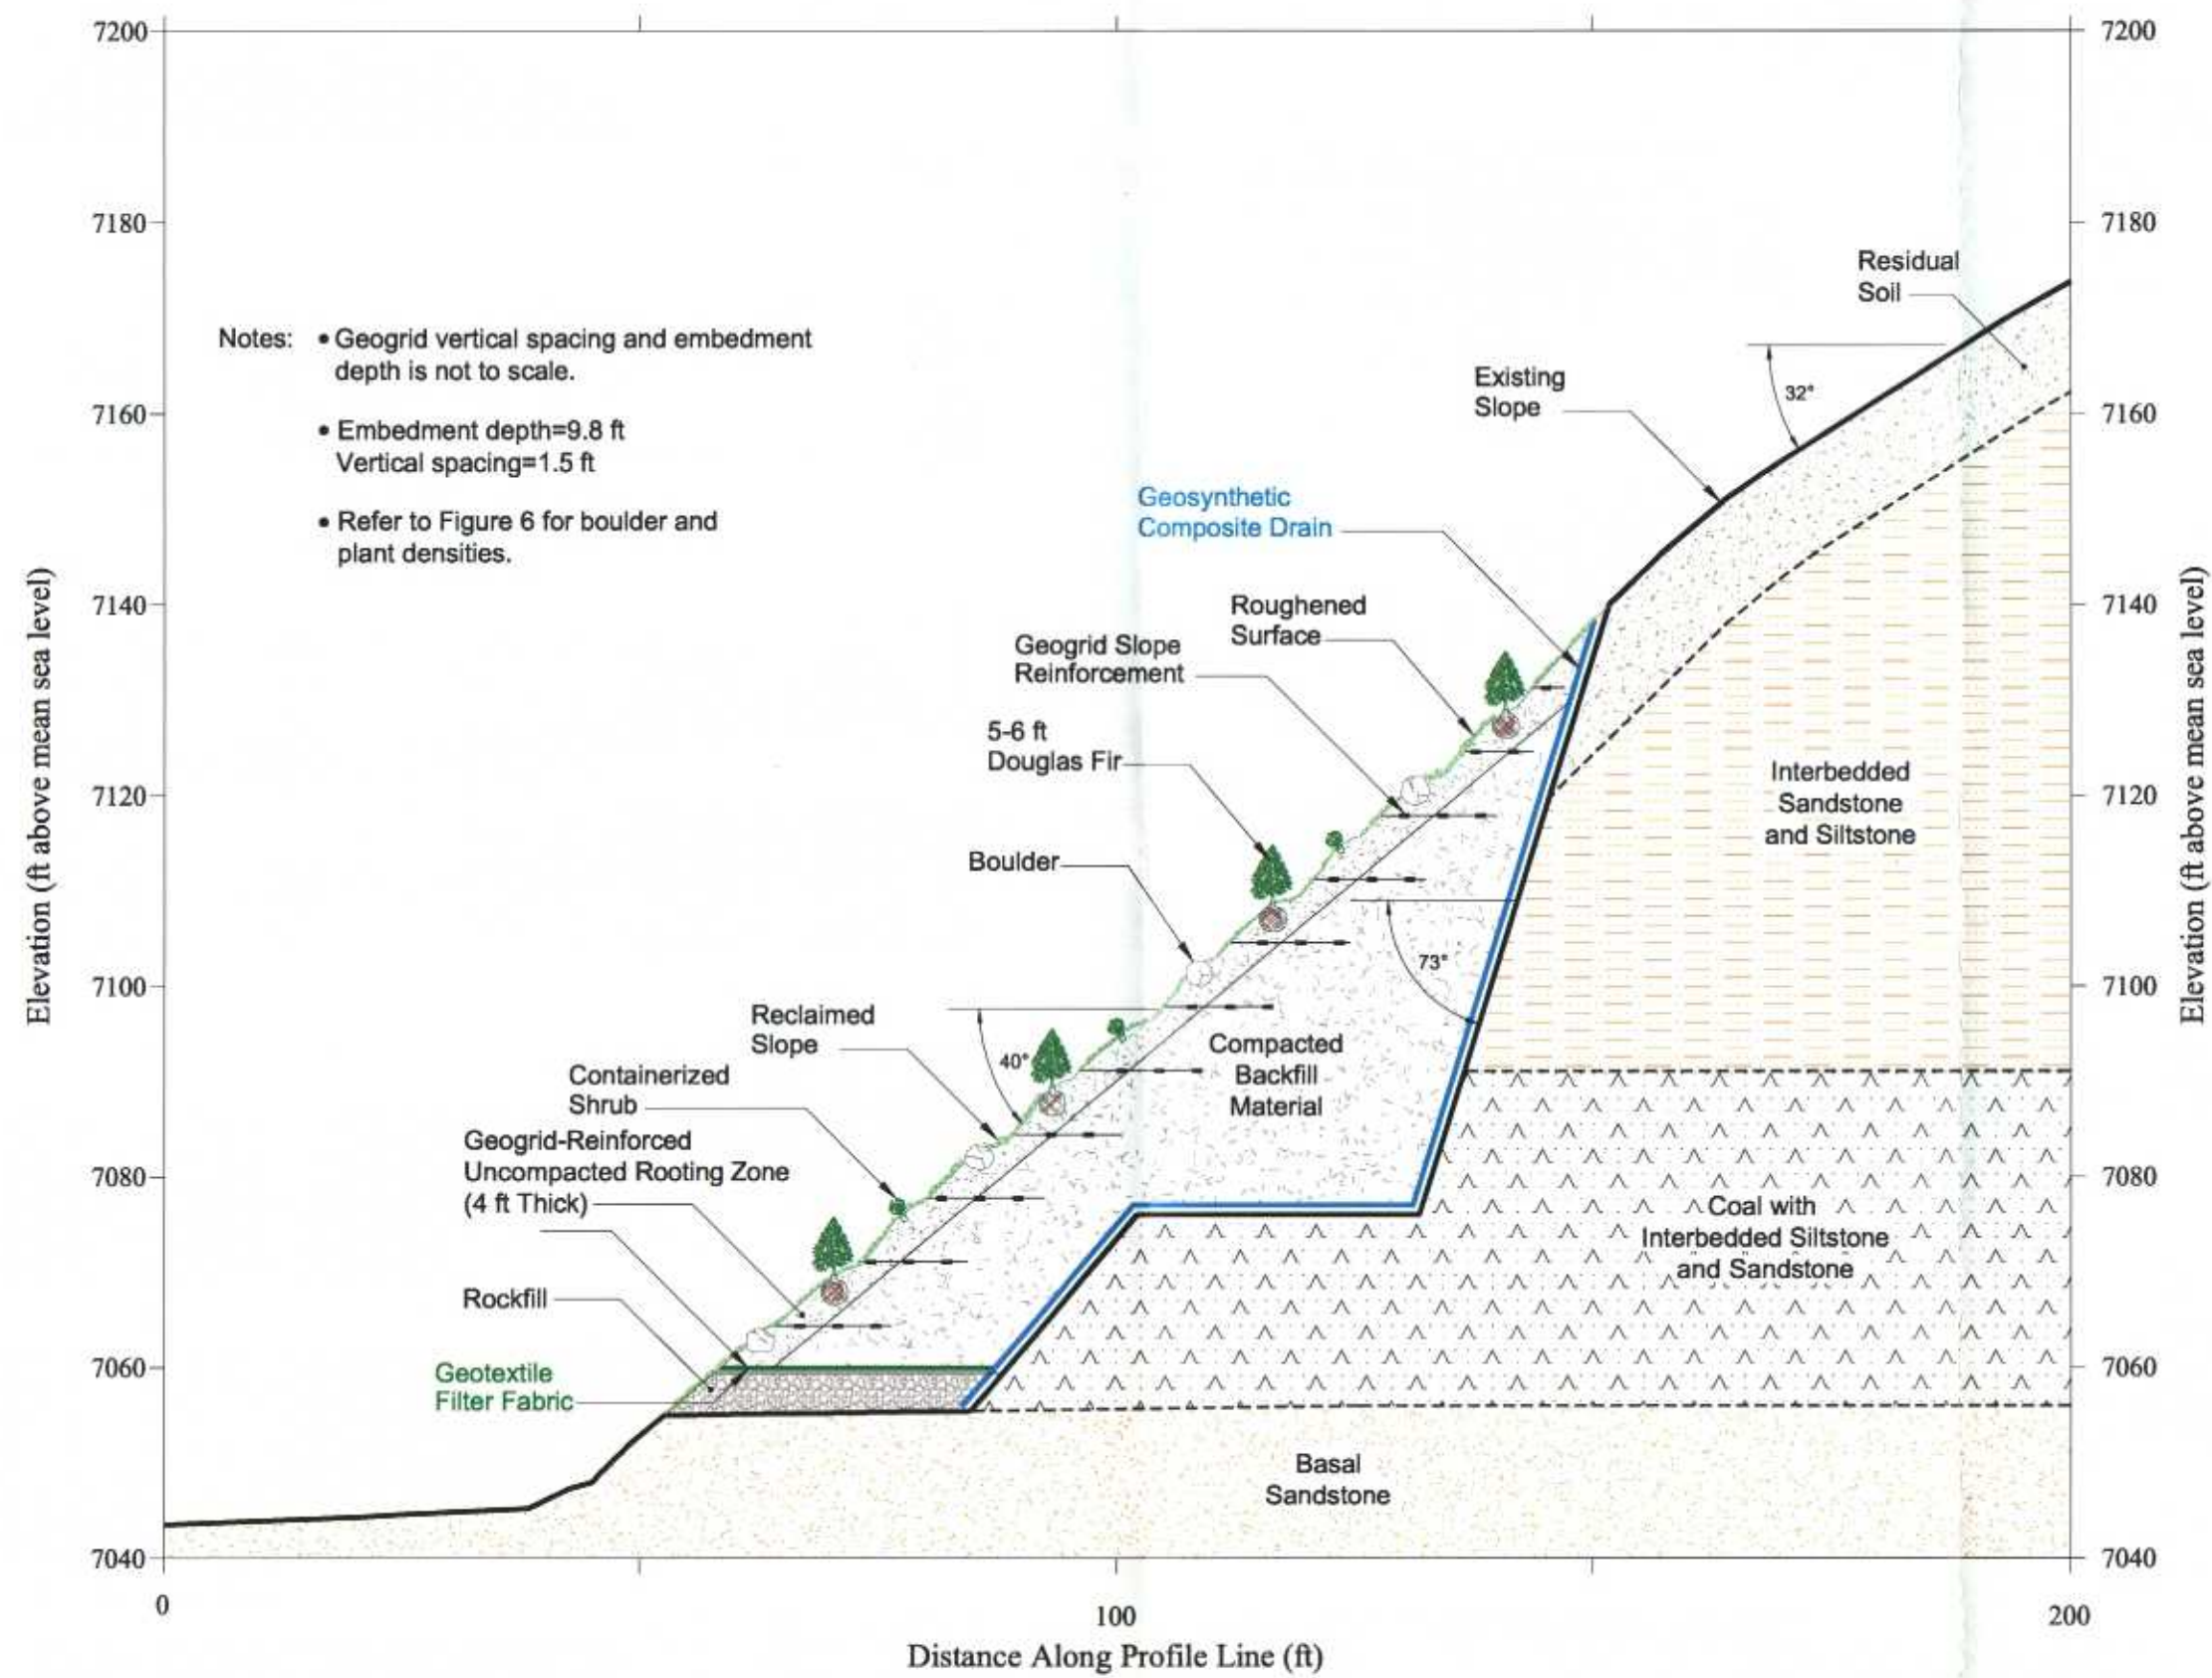 7200
7200
7180
7180
Residual
Soil
Notes: • Geogrid vertical spacing and embedment
depth is not to scale.
32°
Existing
Slope
7160
7160
• Embedment depth=9.8 ft
Vertical spacing=1.5 ft
Geosynthetic
Composite Drain
• Refer to Figure 6 for boulder and
plant densities.
7140
7140
Roughened
Surface
Geogrid Slope
Reinforcement
5-6 ft
Douglas Fir
Interbedded
Sandstone
and Siltstone
7120
7120
Boulder
73°
7100
7100
Elevation (ft above mean sea level)
Elevation (ft above mean sea level)
Reclaimed
Slope
40°
Compacted
Backfill
Material
Containerized
Shrub
Geogrid-Reinforced
Uncompacted Rooting Zone
(4 ft Thick)
7080
7080
Coal with
Interbedded Siltstone
and Sandstone
Rockfill
7060
7060
Geotextile
Filter Fabric
Basal
Sandstone
7040
7040
0
100
200
Distance Along Profile Line (ft)